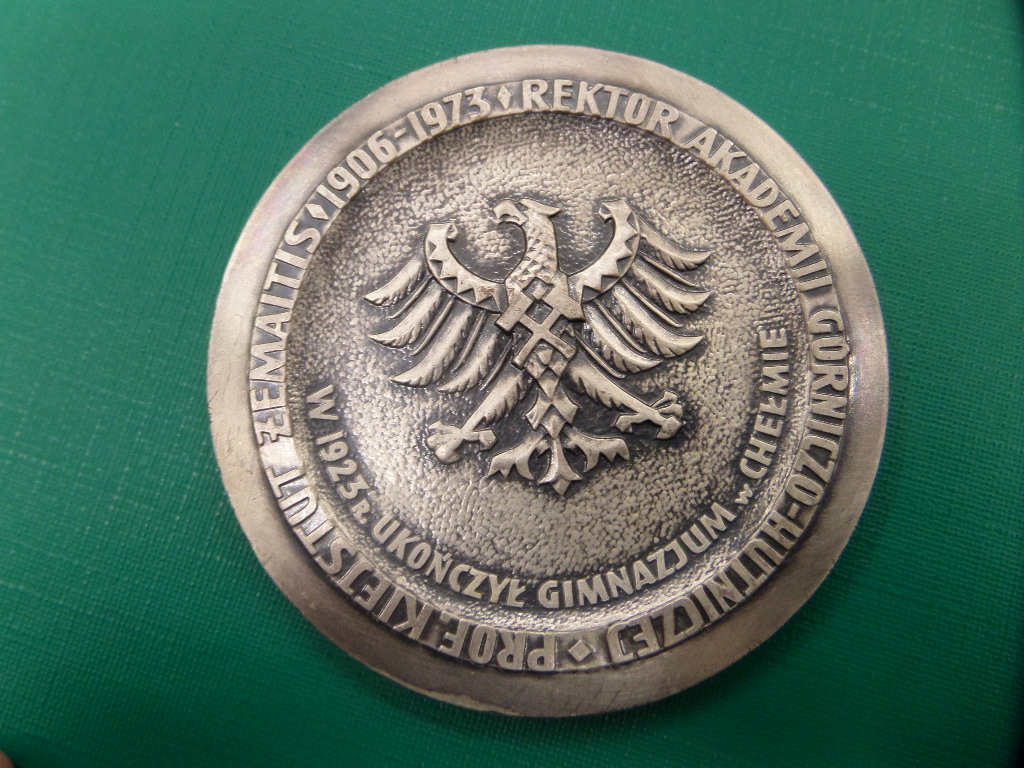 PROF. KIEJSTUT ŻEMAITIS ♦ 1906-1973 ♦ REKTOR AKADEMII GÓRNICZO-HUTNICZEJ ♦
W 1923 R. UKOŃCZYŁ GIMNAZJUM w CHEŁMIE